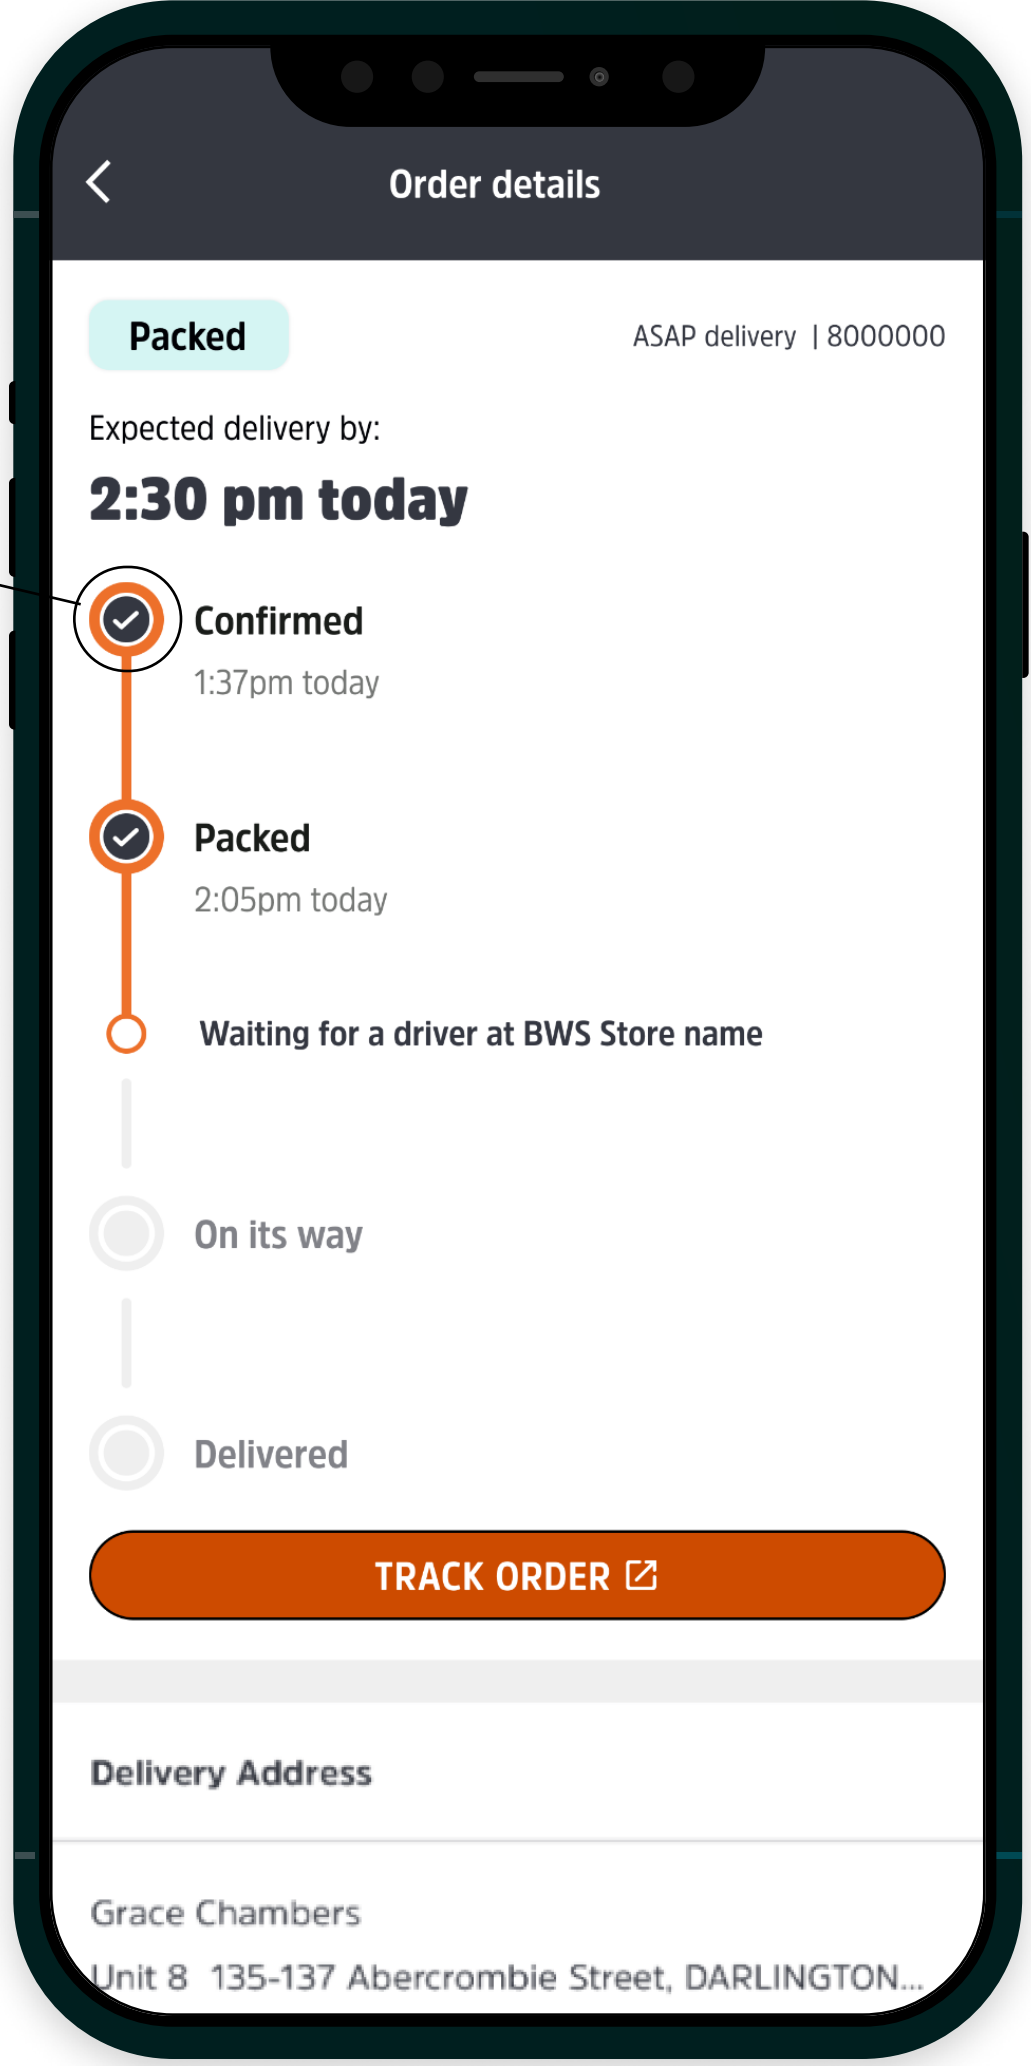 Order details
Packed
ASAP delivery | 8000000
Expected delivery by:
2:30 pm today
Confirmed
1:37pm today
Packed
2:05pm today
Waiting for a driver at BWS Store name
On its way
Delivered
TRACK ORDER
Delivery Address
Grace Chambers
Unit 8 135-137 Abercrombie Street, DARLINGTON...